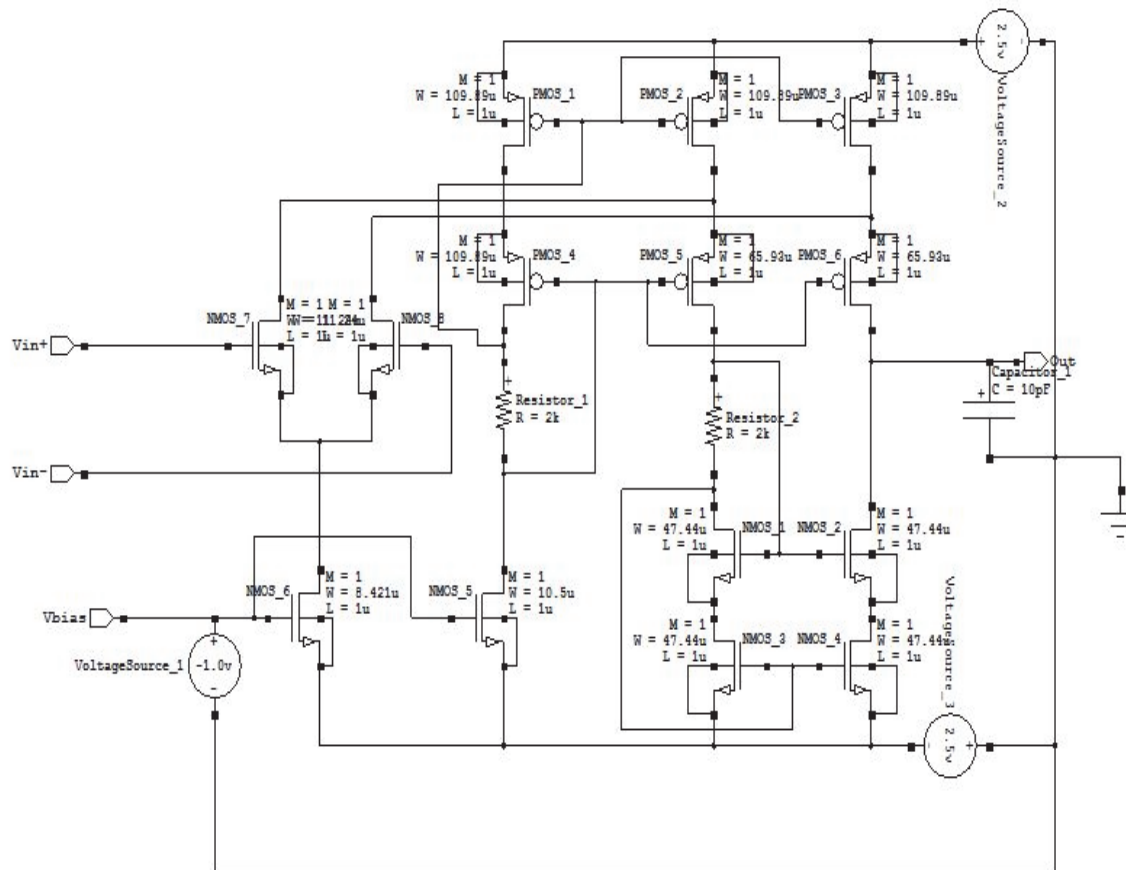 2.5v
VoltageSource_2
M = 1
W = 109.89u
L = 1u
PMOS_1
PMOS_2
M = 1
W = 109.89u
L = 1u
PMOS_3
M = 1
W = 109.89u
L = 1u
M = 1
W = 109.89u
L = 1u
PMOS_4
PMOS_5
M = 1
W = 65.93u
L = 1u
PMOS_6
M = 1
W = 65.93u
L = 1u
NMOS_7
M = 1
L = 1u
M = 1
L = 1u
NMOS_8
Vin+
Vin-
Resistor_1
R = 2k
Resistor_2
R = 2k
Out
Capacitor_1
C = 10pF
M = 1
W = 47.44u
L = 1u
NMOS_1
NMOS_2
M = 1
W = 47.44u
L = 1u
Vbias
NMOS_6
M = 1
W = 8.421u
L = 1u
NMOS_5
M = 1
W = 10.5u
L = 1u
M = 1
W = 47.44u
L = 1u
NMOS_3
NMOS_4
M = 1
W = 47.44u
L = 1u
VoltageSource_1
-1.0v
VoltageSource_3
2.5v